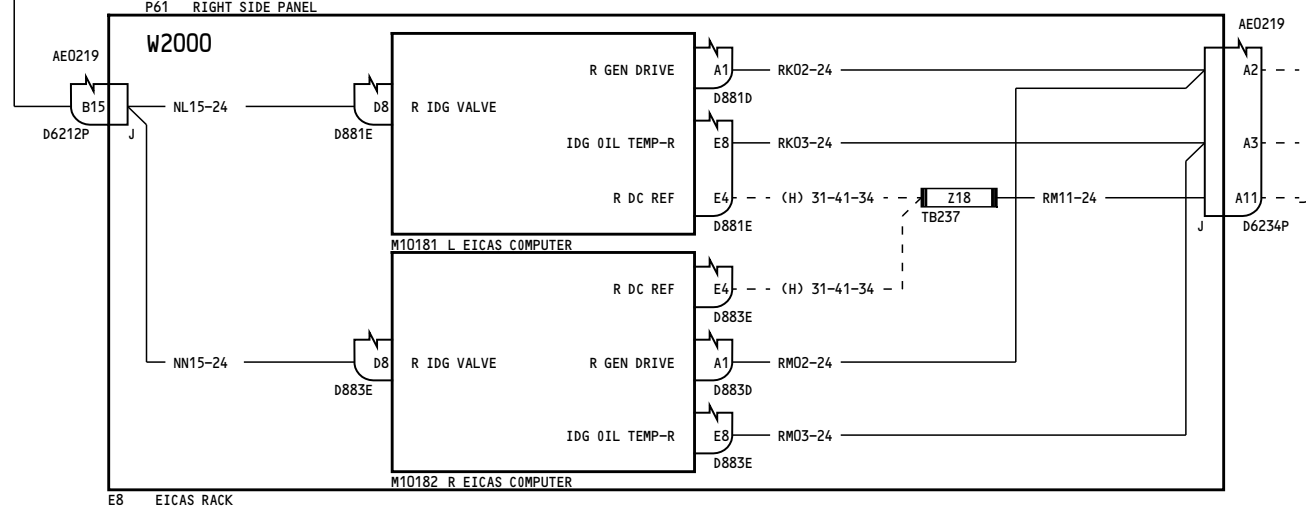 P61 RIGHT SIDE PANEL
W2000
AE0219
AE0219
R GEN DRIVE A1 RK02-24 A2
D881D
B15 NL15-24 D8 R IDG VALVE
D6212P J D881E
IDG OIL TEMP-R E8 RK03-24 A3
R DC REF E4 (H) 31-41-34 Z18 RM11-24 A11
TB237
D881E J D6234P
M10181 L EICAS COMPUTER
R DC REF E4 (H) 31-41-34
D883E
NN15-24 D8 R IDG VALVE R GEN DRIVE A1 RM02-24
D883E D883D
IDG OIL TEMP-R E8 RM03-24
D883E
M10182 R EICAS COMPUTER
E8 EICAS RACK